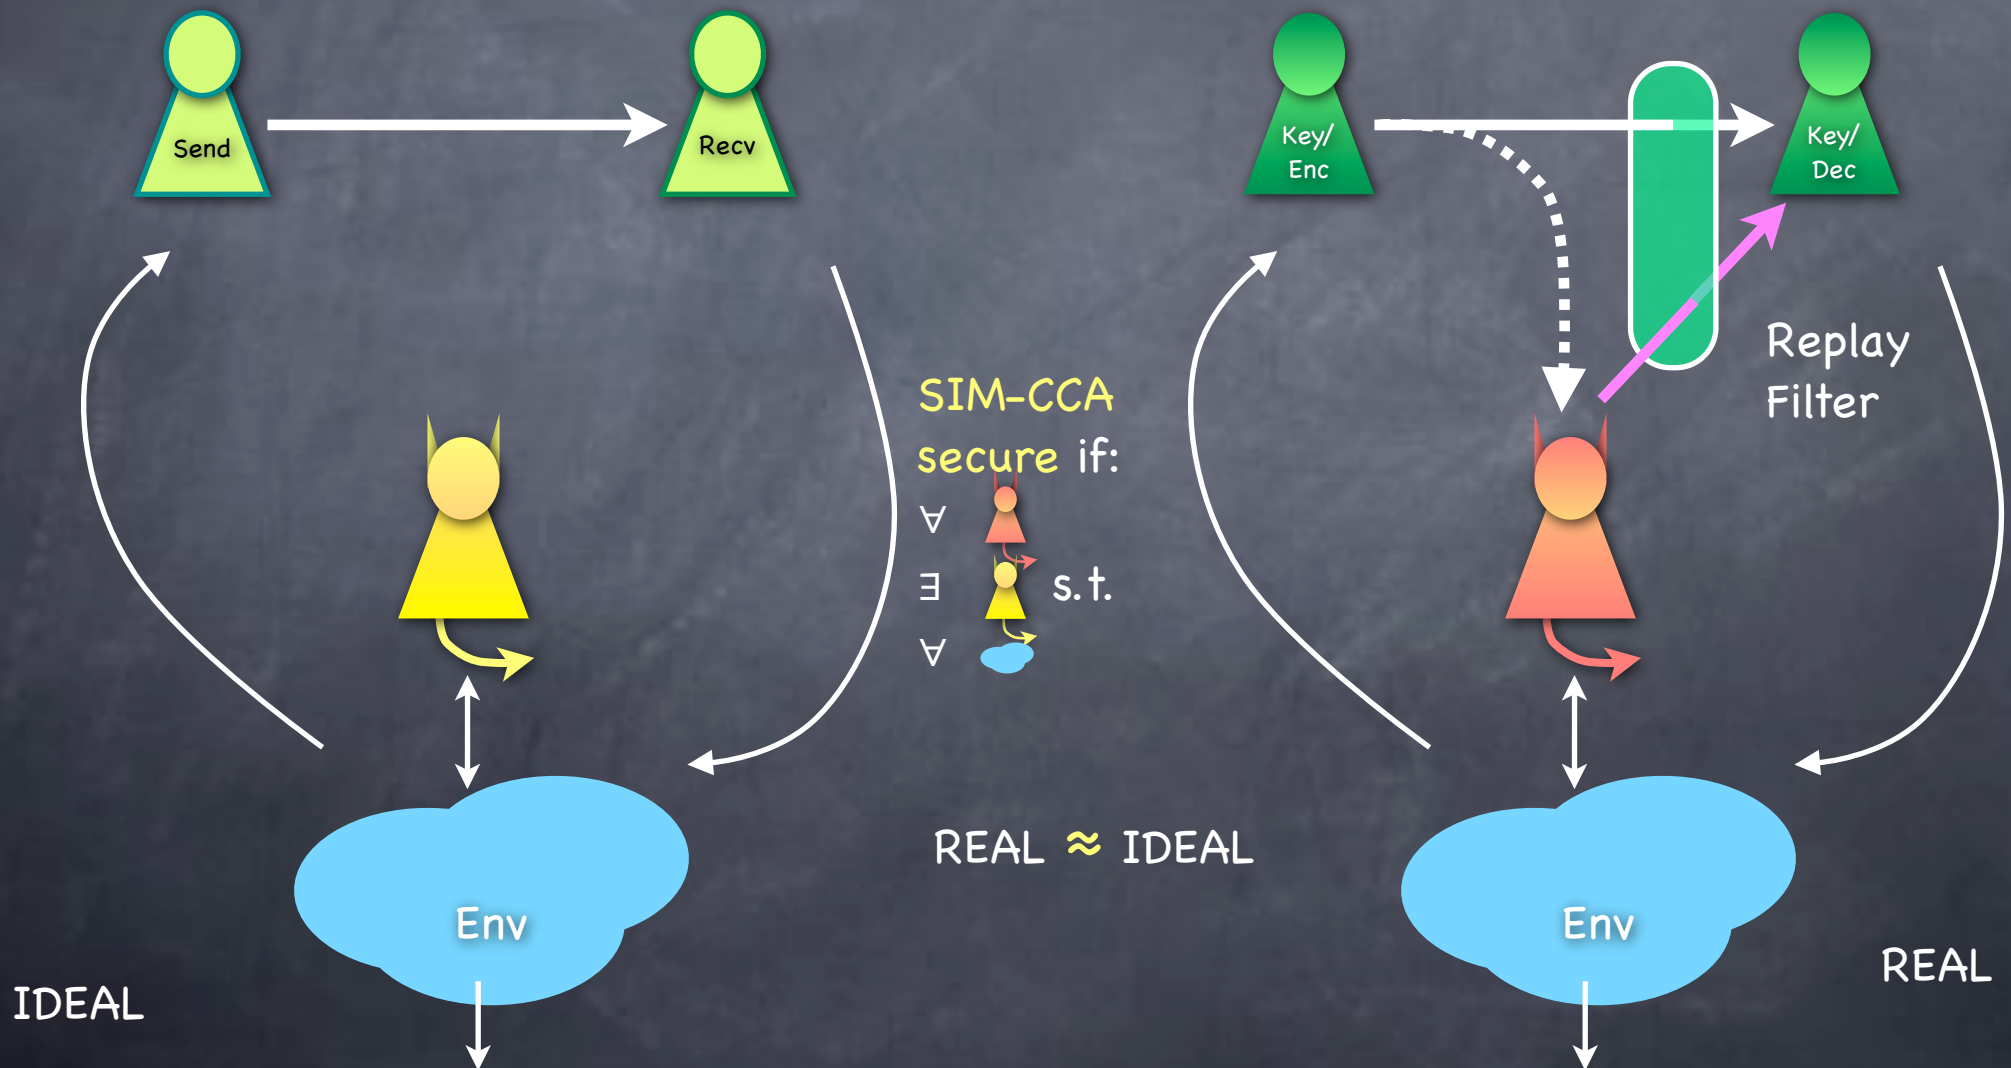 Send
Recv
Key/
Enc
Key/
Dec
Replay
Filter
SIM-CCA
secure if:
∀
∃ s.t.
∀
REAL ≈ IDEAL
Env
Env
IDEAL
REAL